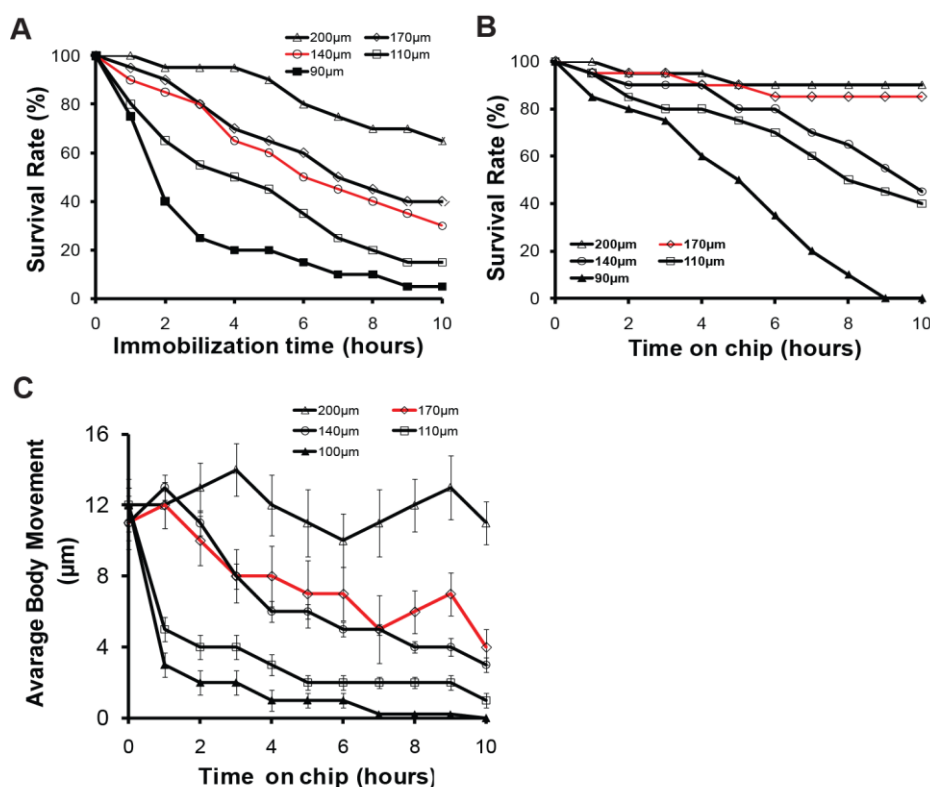 A
200µm 170µm
140µm 110µm
90µm
Survival Rate (%)
100
80
60
40
20
0
0 2 4 6 8 10
Immobilization time (hours)
B
Survival Rate (%)
100
80
60
40
20
0
200µm 170µm
140µm 110µm
90µm
0 2 4 6 8 10
Time on chip (hours)
C
200µm 170µm
140µm 110µm
100µm
Avarage Body Movement
(µm)
16
12
8
4
0
0 2 4 6 8 10
Time on chip (hours)